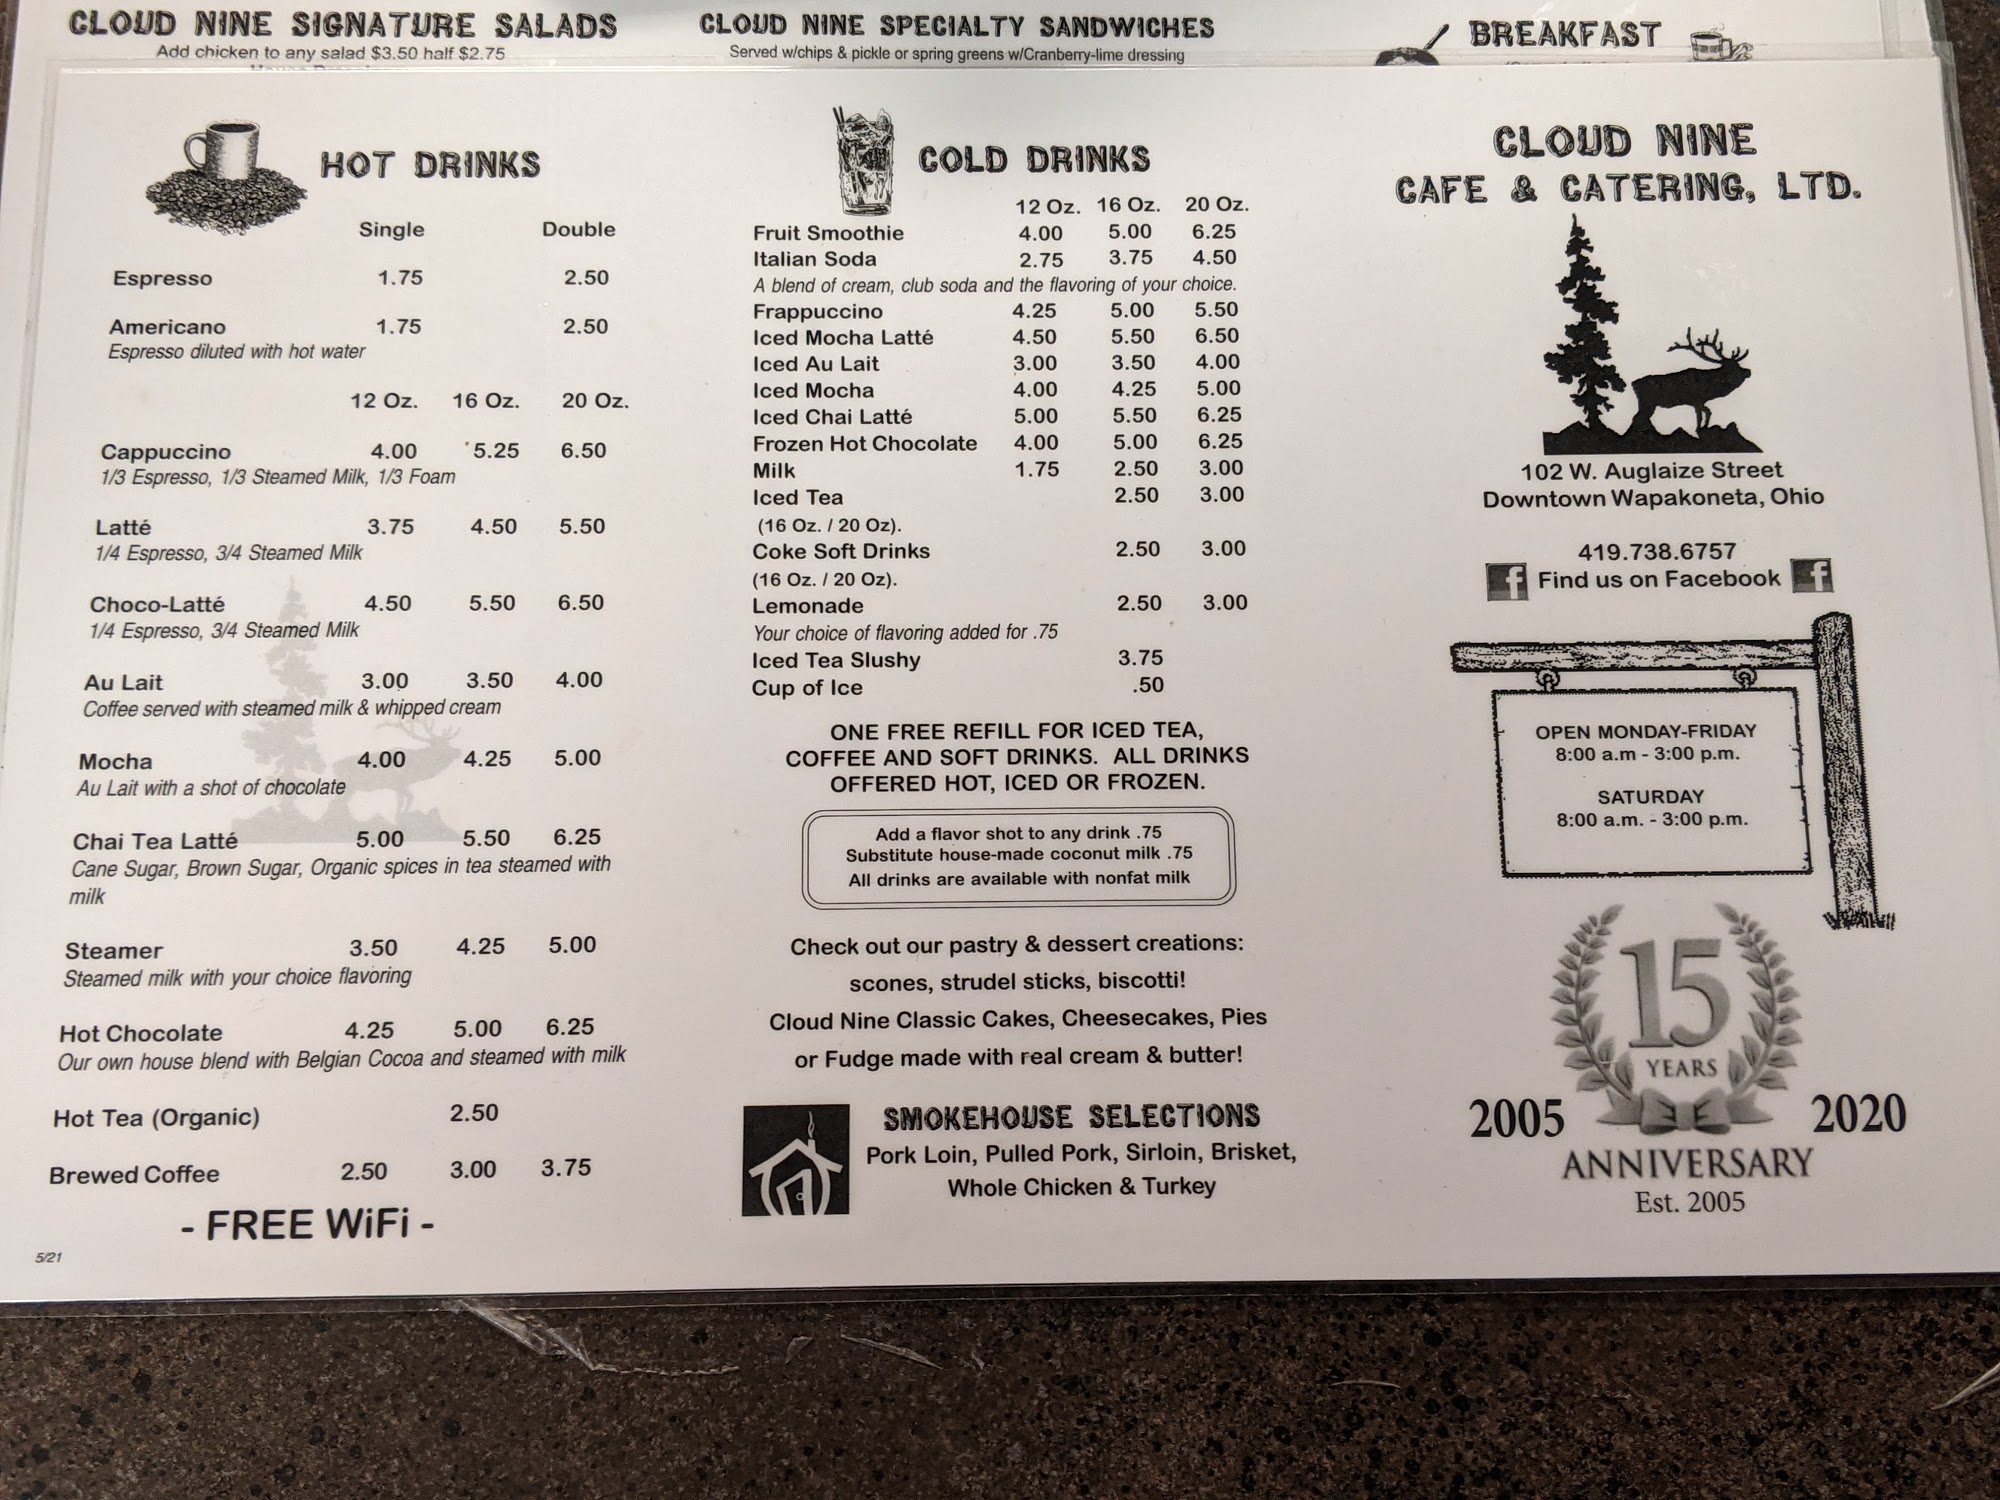 CLOUD NINE SIGNATURE SALADS
Add chicken to any salad $3.50 half $2.75
CLOUD NINE SPECIALTY SANDWICHES
Served w/chips & pickle or spring greens w/Cranberry-lime dressing
BREAKFAST
HOT DRINKS
Single Double
Espresso 1.75 2.50
Americano 1.75 2.50
Espresso diluted with hot water
12 Oz. 16 Oz. 20 Oz.
Cappuccino 4.00 5.25 6.50
1/3 Espresso, 1/3 Steamed Milk, 1/3 Foam
Latté 3.75 4.50 5.50
1/4 Espresso, 3/4 Steamed Milk
Choco-Latté 4.50 5.50 6.50
1/4 Espresso, 3/4 Steamed Milk
Au Lait 3.00 3.50 4.00
Coffee served with steamed milk & whipped cream
Mocha 4.00 4.25 5.00
Au Lait with a shot of chocolate
Chai Tea Latté 5.00 5.50 6.25
Cane Sugar, Brown Sugar, Organic spices in tea steamed with
milk
Steamer 3.50 4.25 5.00
Steamed milk with your choice flavoring
Hot Chocolate 4.25 5.00 6.25
Our own house blend with Belgian Cocoa and steamed with milk
Hot Tea (Organic) 2.50
Brewed Coffee 2.50 3.00 3.75
- FREE WiFi -
5/21
COLD DRINKS
12 Oz. 16 Oz. 20 Oz.
Fruit Smoothie 4.00 5.00 6.25
Italian Soda 2.75 3.75 4.50
A blend of cream, club soda and the flavoring of your choice.
Frappuccino 4.25 5.00 5.50
Iced Mocha Latté 4.50 5.50 6.50
Iced Au Lait 3.00 3.50 4.00
Iced Mocha 4.00 4.25 5.00
Iced Chai Latté 5.00 5.50 6.25
Frozen Hot Chocolate 4.00 5.00 6.25
Milk 1.75 2.50 3.00
Iced Tea 2.50 3.00
(16 Oz. / 20 Oz).
Coke Soft Drinks 2.50 3.00
(16 Oz. / 20 Oz).
Lemonade 2.50 3.00
Your choice of flavoring added for .75
Iced Tea Slushy 3.75
Cup of Ice .50
ONE FREE REFILL FOR ICED TEA,
COFFEE AND SOFT DRINKS. ALL DRINKS
OFFERED HOT, ICED OR FROZEN.
Add a flavor shot to any drink .75
Substitute house-made coconut milk .75
All drinks are available with nonfat milk
Check out our pastry & dessert creations:
scones, strudel sticks, biscotti!
Cloud Nine Classic Cakes, Cheesecakes, Pies
or Fudge made with real cream & butter!
SMOKEHOUSE SELECTIONS
Pork Loin, Pulled Pork, Sirloin, Brisket,
Whole Chicken & Turkey
CLOUD NINE
CAFE & CATERING, LTD.
102 W. Auglaize Street
Downtown Wapakoneta, Ohio
419.738.6757
f Find us on Facebook f
OPEN MONDAY-FRIDAY
8:00 a.m - 3:00 p.m.
SATURDAY
8:00 a.m. - 3:00 p.m.
15
YEARS
2005 2020
ANNIVERSARY
Est. 2005